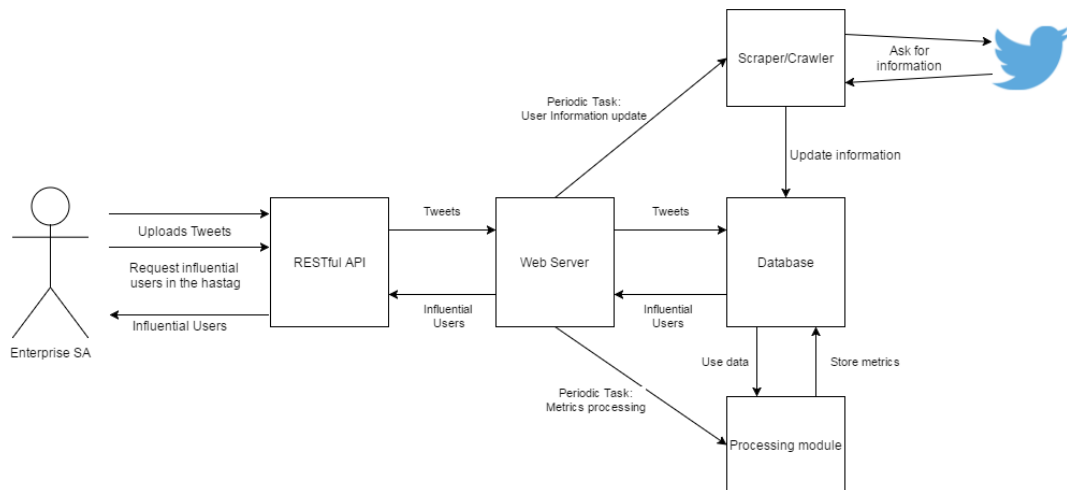 Scraper/Crawler
Ask for
information
Periodic Task:
User Information update
Update information
Uploads Tweets
Request influential
users in the hastag
Influential Users
Enterprise SA
RESTful API
Tweets
Influential
Users
Web Server
Tweets
Influential
Users
Database
Use data
Store metrics
Periodic Task:
Metrics processing
Processing module